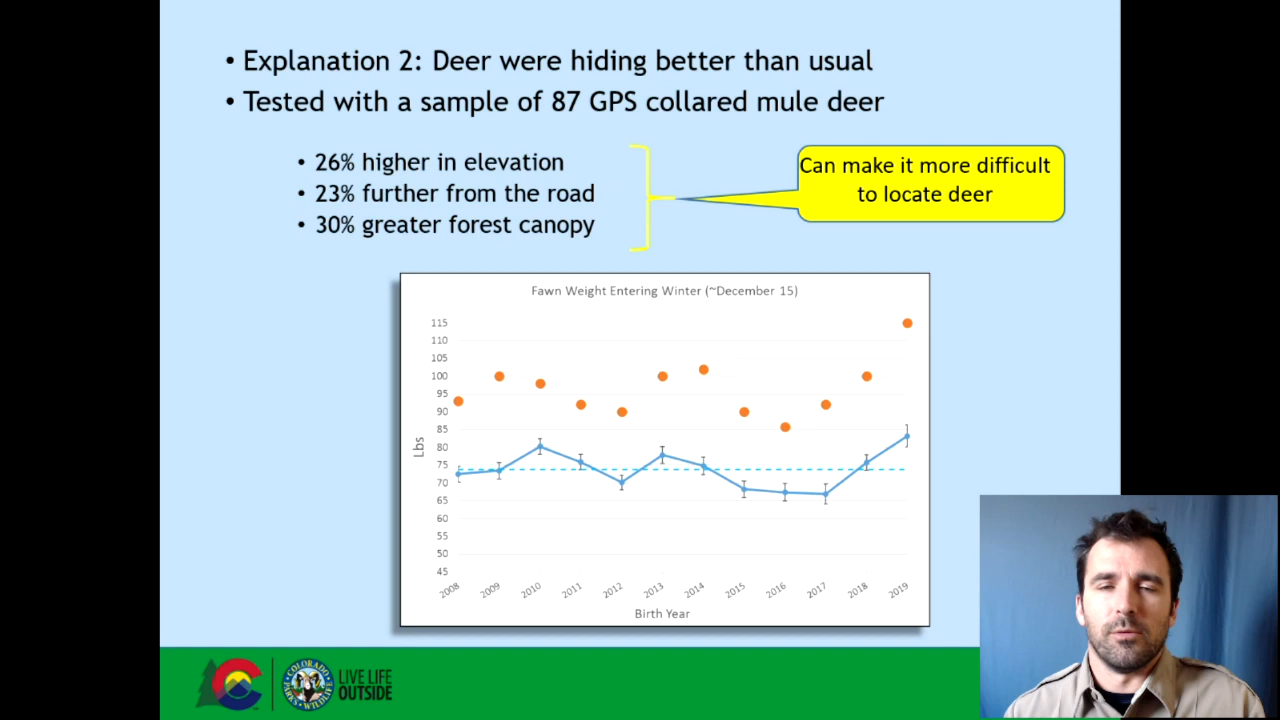 • Explanation 2: Deer were hiding better than usual
• Tested with a sample of 87 GPS collared mule deer
• 26% higher in elevation
• 23% further from the road
• 30% greater forest canopy
Can make it more difficult
to locate deer
Fawn Weight Entering Winter (~December 15)
Lbs
115
110
105
100
95
90
85
80
75
70
65
60
55
50
45
2008
2009
2010
2011
2012
2013
2014
2015
2016
2017
2018
2019
Birth Year
COLORADO
PARKS & WILDLIFE
LIVE LIFE
OUTSIDE